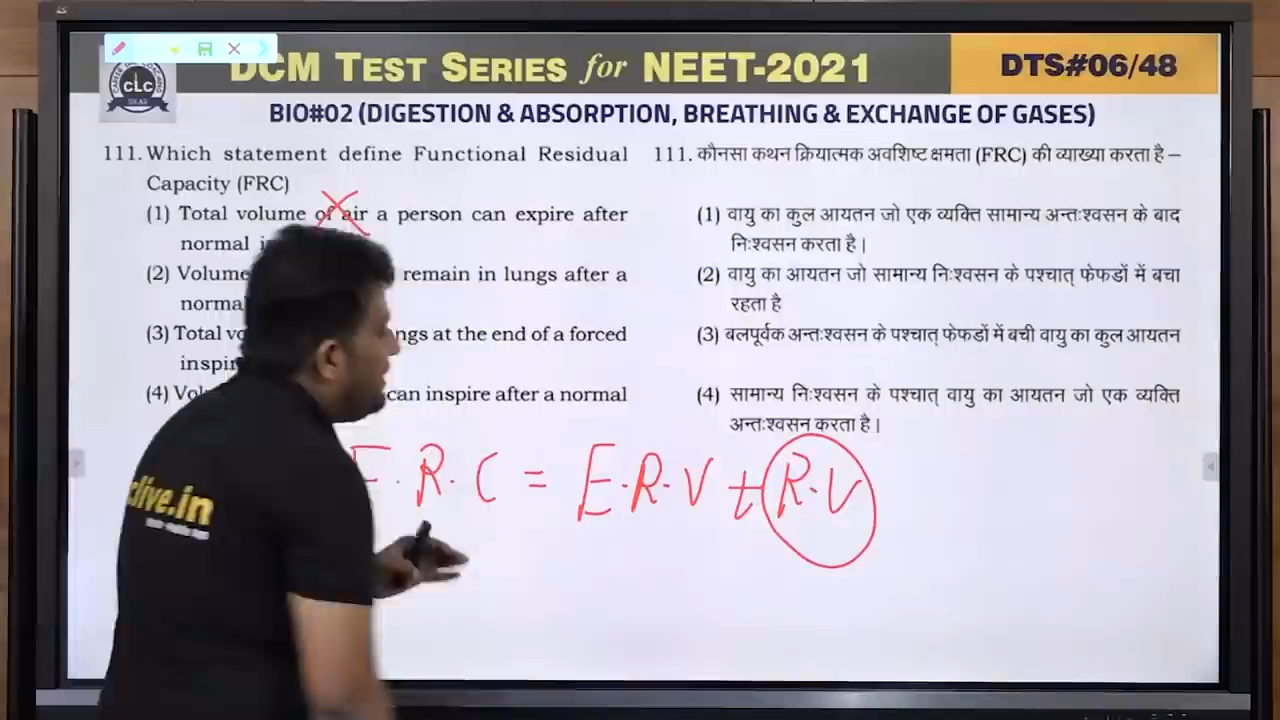 DCM TEST SERIES for NEET-2021
DTS#06/48
CLC
SIKAR
BIO#02 (DIGESTION & ABSORPTION, BREATHING & EXCHANGE OF GASES)
111. Which statement define Functional Residual
Capacity (FRC)
(1) Total volume of air a person can expire after
normal
(2) Volume remain in lungs after a
normal
(3) Total at the end of a forced
(4) can inspire after a normal
111. कौनसा कथन क्रियात्मक अवशिष्ट क्षमता (FRC) की व्याख्या करता है –
(1) वायु का कुल आयतन जो एक व्यक्ति सामान्य अन्तःश्वसन के बाद
निःश्वसन करता है।
(2) वायु का आयतन जो सामान्य निःश्वसन के पश्चात् फेफडों में बचा
रहता है
(3) बलपूर्वक अन्तःश्वसन के पश्चात् फेफडों में बची वायु का कुल आयतन
(4) सामान्य निःश्वसन के पश्चात् वायु का आयतन जो एक व्यक्ति
अन्तःश्वसन करता है।
F.R.C = E.R.V + R.V
clive.in